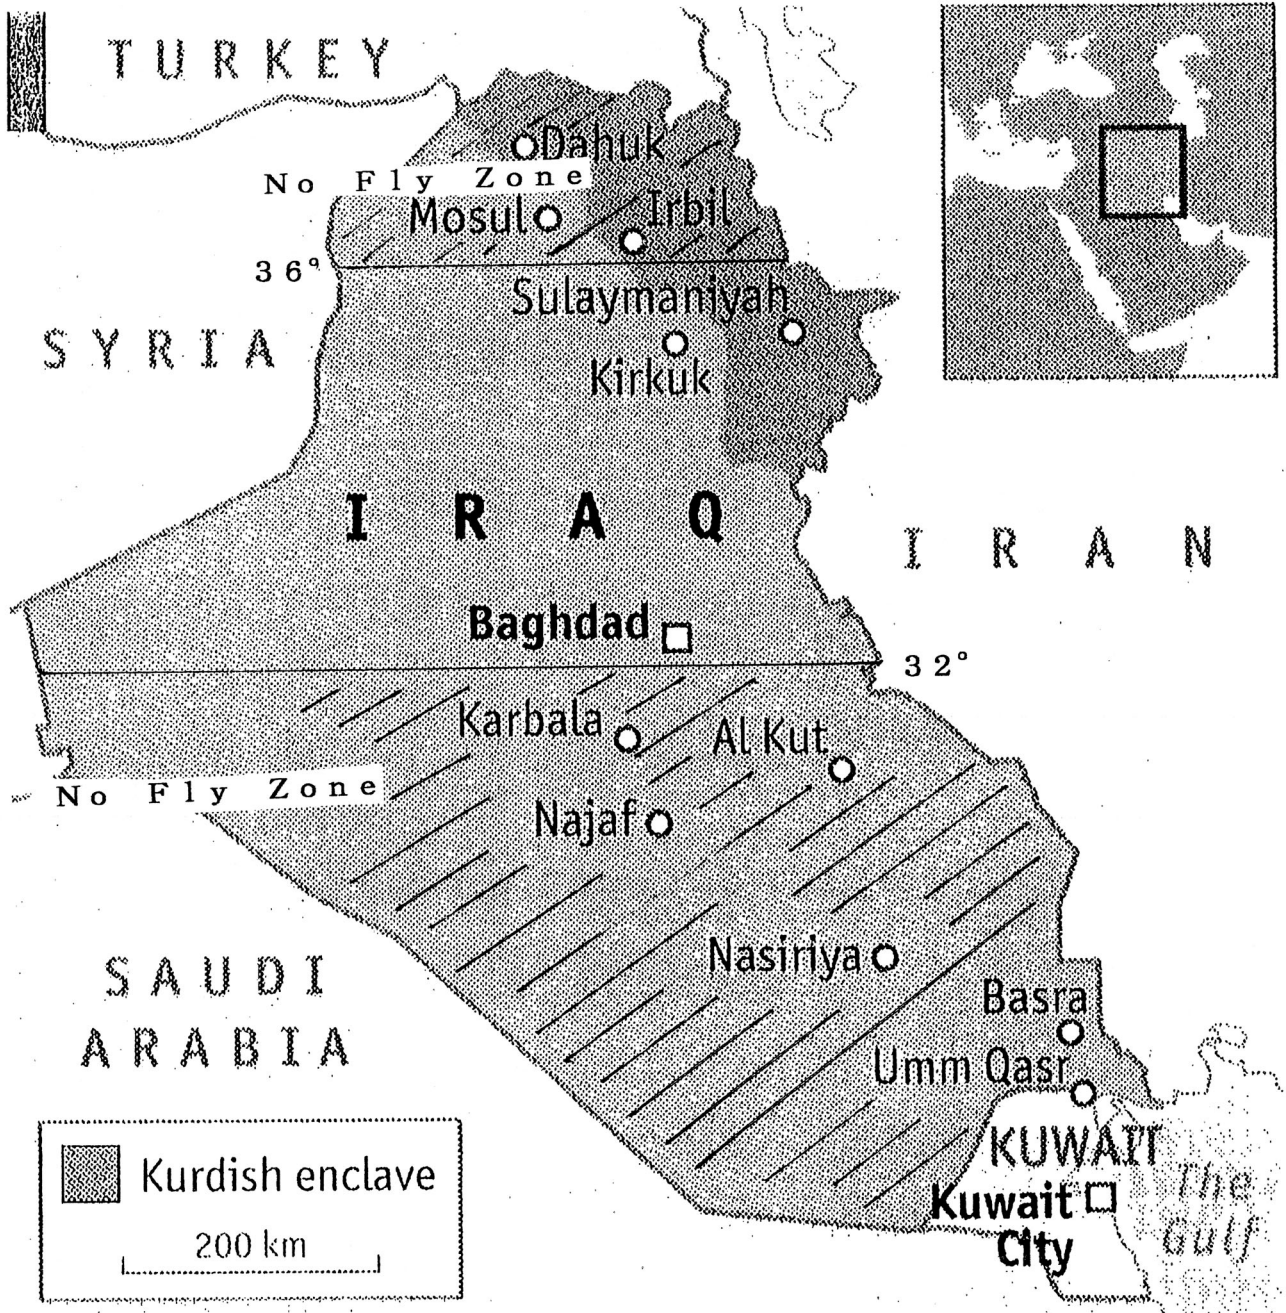 TURKEY
Dahuk
No Fly Zone
Mosul
Irbil
36°
Sulaymaniyah
SYRIA
Kirkuk
IRAQ
IRAN
Baghdad
32°
Karbala
Al Kut
No Fly Zone
Najaf
Nasiriya
SAUDI
ARABIA
Basra
Umm Qasr
KUWAIT
Kuwait
City
The
Gulf
Kurdish enclave
200 km